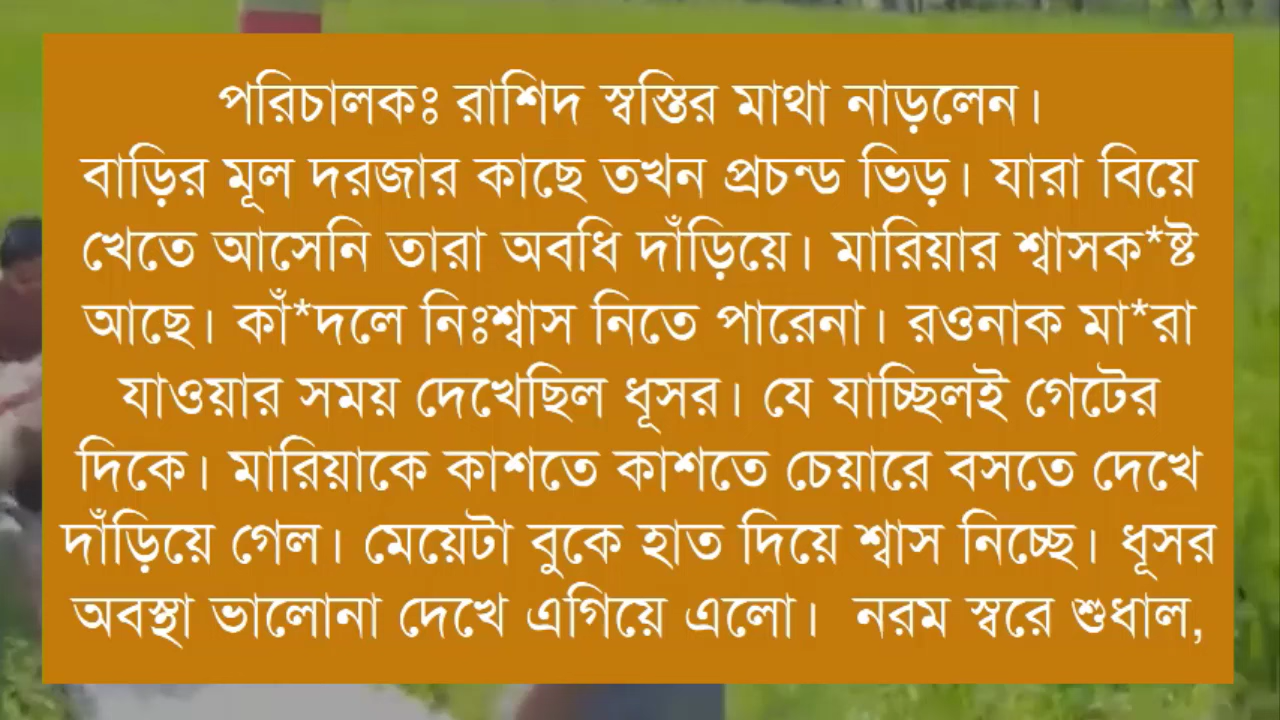 পরিচালকঃ রাশিদ স্বস্তির মাথা নাড়লেন।
বাড়ির মূল দরজার কাছে তখন প্রচন্ড ভিড়। যারা বিয়ে
খেতে আসেনি তারা অবধি দাঁড়িয়ে। মারিয়ার শ্বাসক*ষ্ট
আছে। কাঁ*দলে নিঃশ্বাস নিতে পারেনা। রওনাক মা*রা
যাওয়ার সময় দেখেছিল ধূসর। যে যাচ্ছিলই গেটের
দিকে। মারিয়াকে কাশতে কাশতে চেয়ারে বসতে দেখে
দাঁড়িয়ে গেল। মেয়েটা বুকে হাত দিয়ে শ্বাস নিচ্ছে। ধূসর
অবস্থা ভালোনা দেখে এগিয়ে এলো। নরম স্বরে শুধাল,